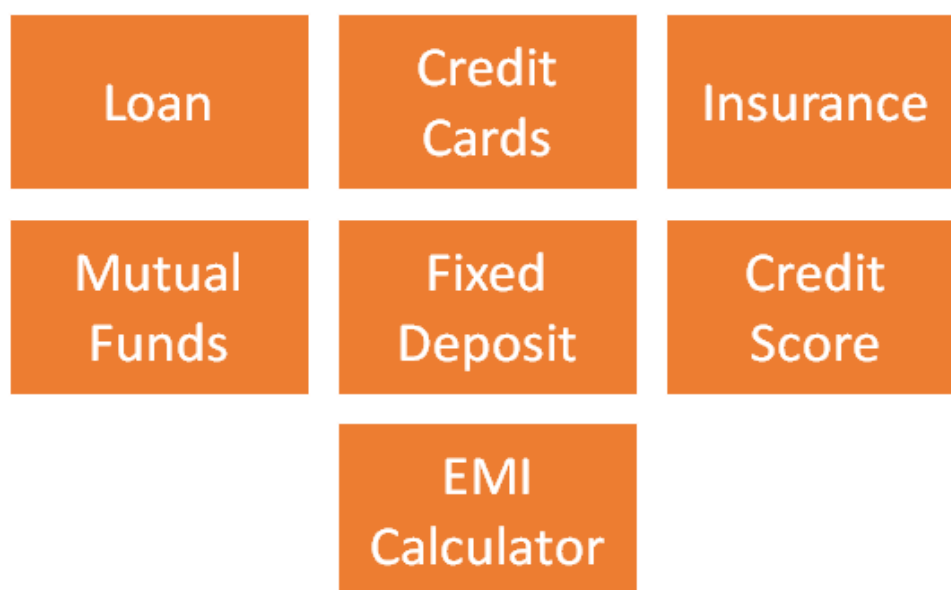 Loan
Credit
Cards
Insurance
Mutual
Funds
Fixed
Deposit
Credit
Score
EMI
Calculator